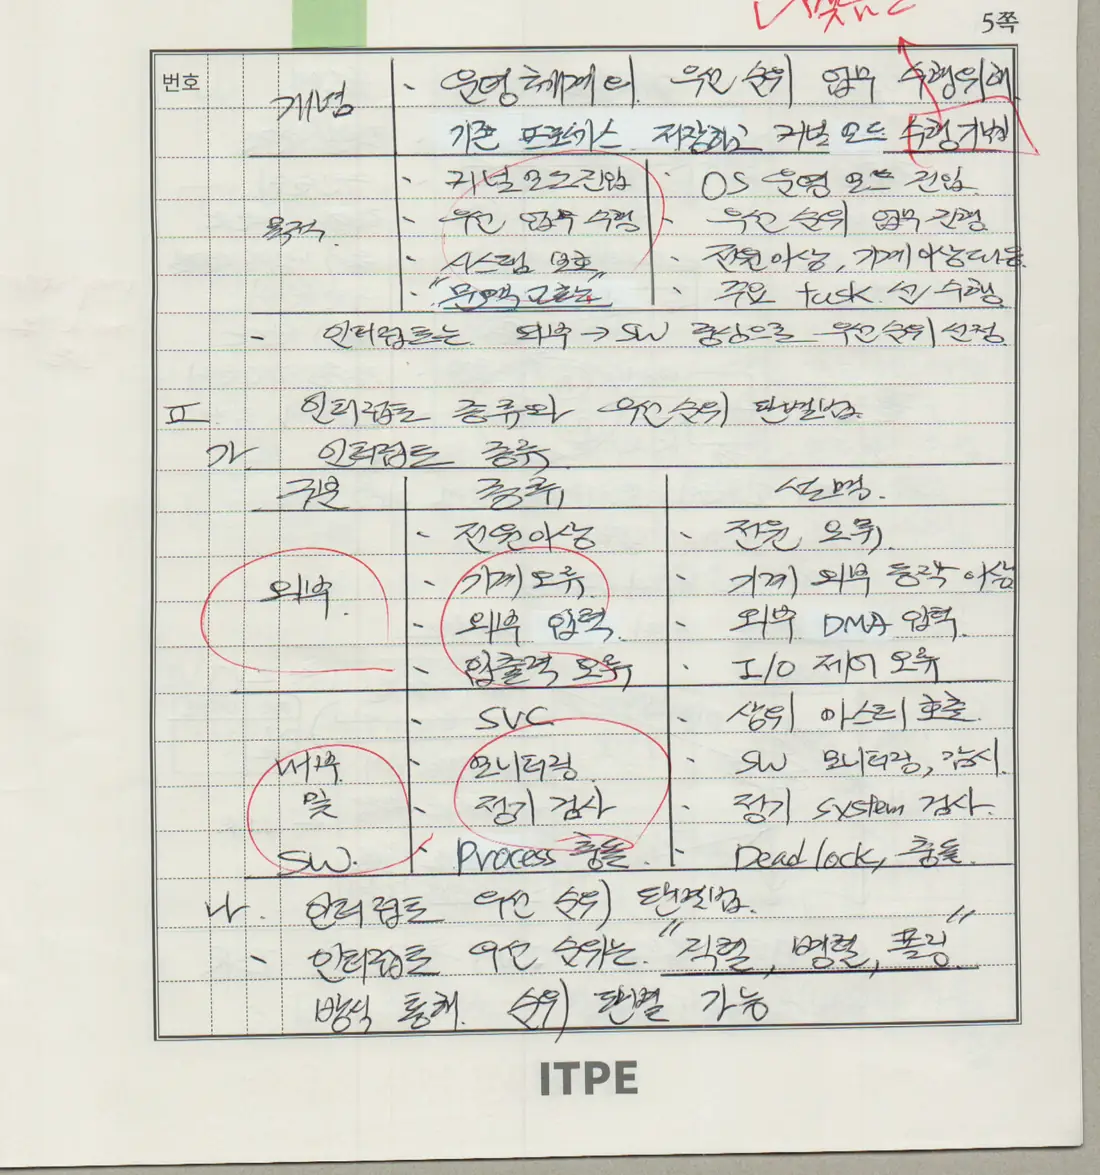 5쪽
번호
개념 · 운영체계의 우선 순위 업무 수행위해
기존 프로세스 저장하고 커널 모드 수행기법
목적 · 커널모드진입 · OS 운영 모드 진입
· 우선 업무 수행 · 우선 순위 업무 진행
· 시스템 보호 · 전원이상, 기계이상대응
· "문맥교환" · 주요 tusk 선 수행
- 인터럽트는 외부 → SW 중심으로 우선순위 선정
II 인터럽트 종류와 우선순위 판별법
가 인터럽트 종류
구분 종류 설명
· 전원이상 · 전원 오류
외부 · 기계오류 · 기계 외부 동작 이상
· 외부 입력 · 외부 DMA 입력
· 입출력 오류 · I/O 제어 오류
· SVC · 상위 호출
내부 · 모니터링 · SW 모니터링, 감시
및 · 정기 검사 · 정기 system 검사
SW · Process 충돌 · Dead lock, 충돌
나. 인터럽트 우선 순위 판별법
- 인터럽트 우선 순위는 "직렬, 병렬, 폴링"
방식 통해 순위 판별 가능
ITPE